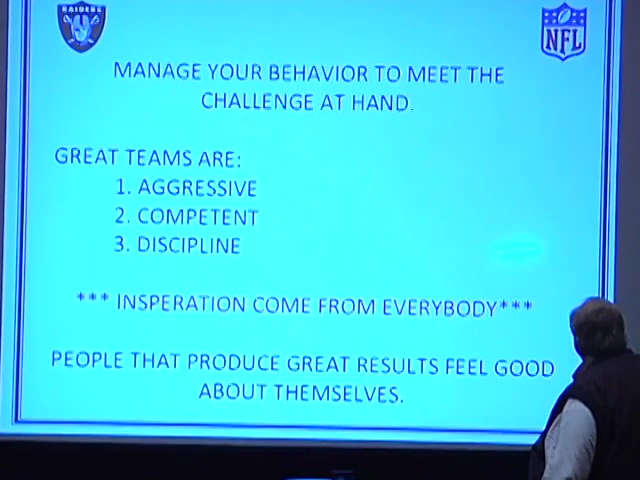 RAIDERS
NFL
MANAGE YOUR BEHAVIOR TO MEET THE
CHALLENGE AT HAND.
GREAT TEAMS ARE:
1. AGGRESSIVE
2. COMPETENT
3. DISCIPLINE
*** INSPERATION COME FROM EVERYBODY***
PEOPLE THAT PRODUCE GREAT RESULTS FEEL GOOD
ABOUT THEMSELVES.